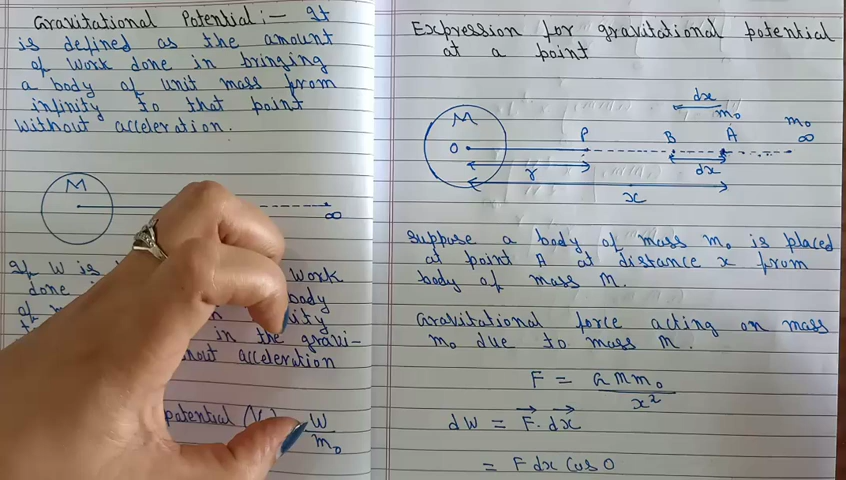 Gravitational Potential :- It
is defined as the amount
of work done in bringing
a body of unit mass from
infinity to that point
without acceleration.
M
∞
If W is
work
done
body
of
in the gravi-
acceleration
potential
W
m₀
Expression for gravitational potential
at a point
dx
m₀
M
m₀
O
P
B
A
∞
r
dx
x
Suppose a body of mass m₀ is placed
at point A at distance x from
body of mass M.
Gravitational force acting on mass
m₀ due to mass M.
F = GMm₀
x²
dW = F⃗. dx⃗
= F dx Cos 0